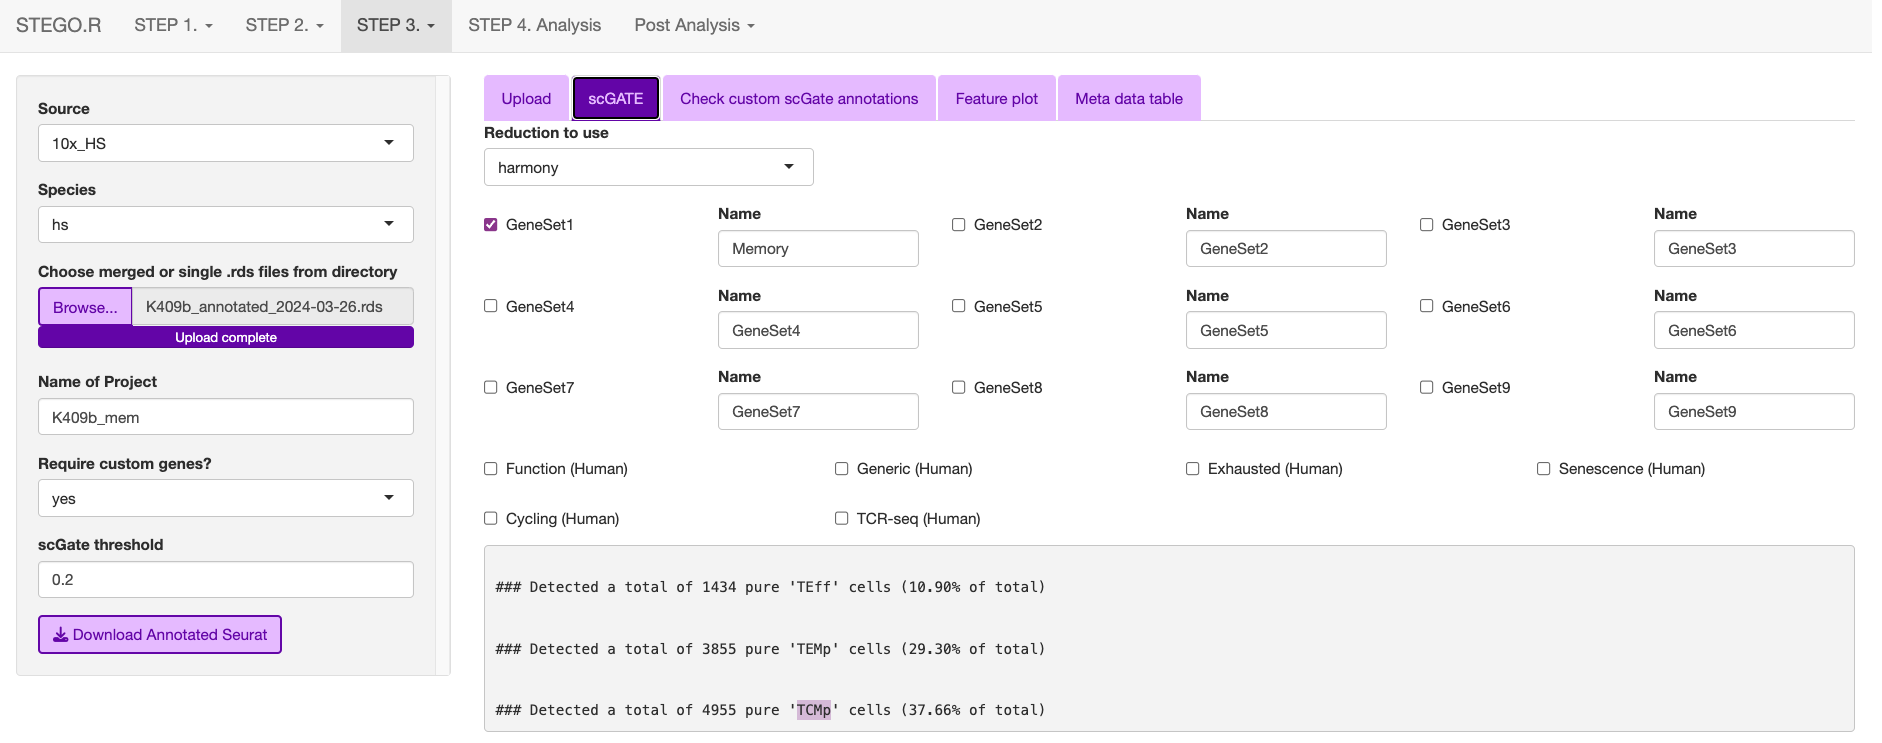 STEGO.R STEP 1. STEP 2. STEP 3. STEP 4. Analysis Post Analysis
Source
10x_HS
Species
hs
Choose merged or single .rds files from directory
Browse... K409b_annotated_2024-03-26.rds
Upload complete
Name of Project
K409b_mem
Require custom genes?
yes
scGate threshold
0.2
Download Annotated Seurat
Upload scGATE Check custom scGate annotations Feature plot Meta data table
Reduction to use
harmony
GeneSet1 Name Memory GeneSet2 Name GeneSet2 GeneSet3 Name GeneSet3
GeneSet4 Name GeneSet4 GeneSet5 Name GeneSet5 GeneSet6 Name GeneSet6
GeneSet7 Name GeneSet7 GeneSet8 Name GeneSet8 GeneSet9 Name GeneSet9
Function (Human) Generic (Human) Exhausted (Human) Senescence (Human)
Cycling (Human) TCR-seq (Human)
### Detected a total of 1434 pure 'TEff' cells (10.90% of total)
### Detected a total of 3855 pure 'TEMp' cells (29.30% of total)
### Detected a total of 4955 pure 'TCMp' cells (37.66% of total)